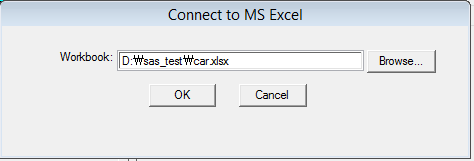 Connect to MS Excel
Workbook: D:₩sas_test₩car.xlsx Browse...
OK Cancel